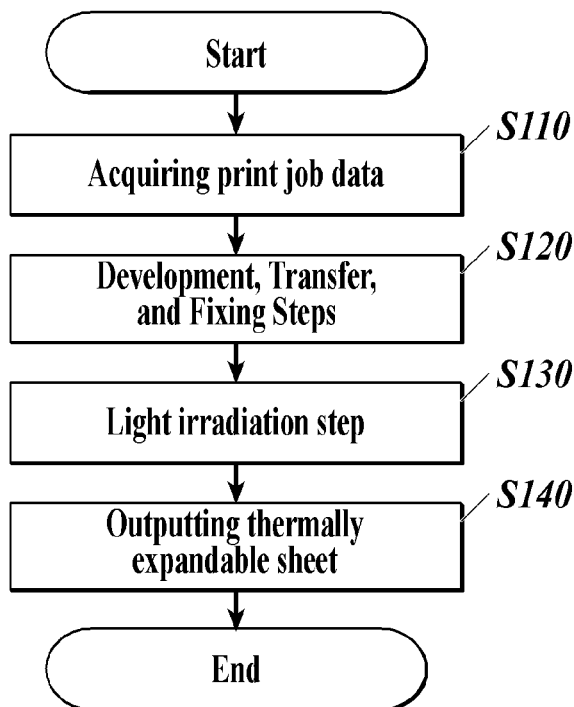 Start
S110
Acquiring print job data
S120
Development, Transfer,
and Fixing Steps
S130
Light irradiation step
S140
Outputting thermally
expandable sheet
End